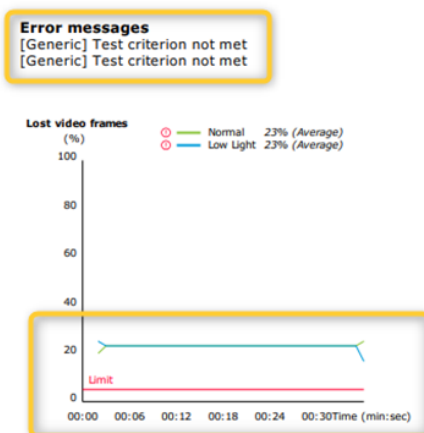 Error messages
[Generic] Test criterion not met
[Generic] Test criterion not met
Lost video frames
(%)
Normal 23% (Average)
Low Light 23% (Average)
100
80
60
40
20
Limit
0
00:00 00:06 00:12 00:18 00:24 00:30Time (min:sec)